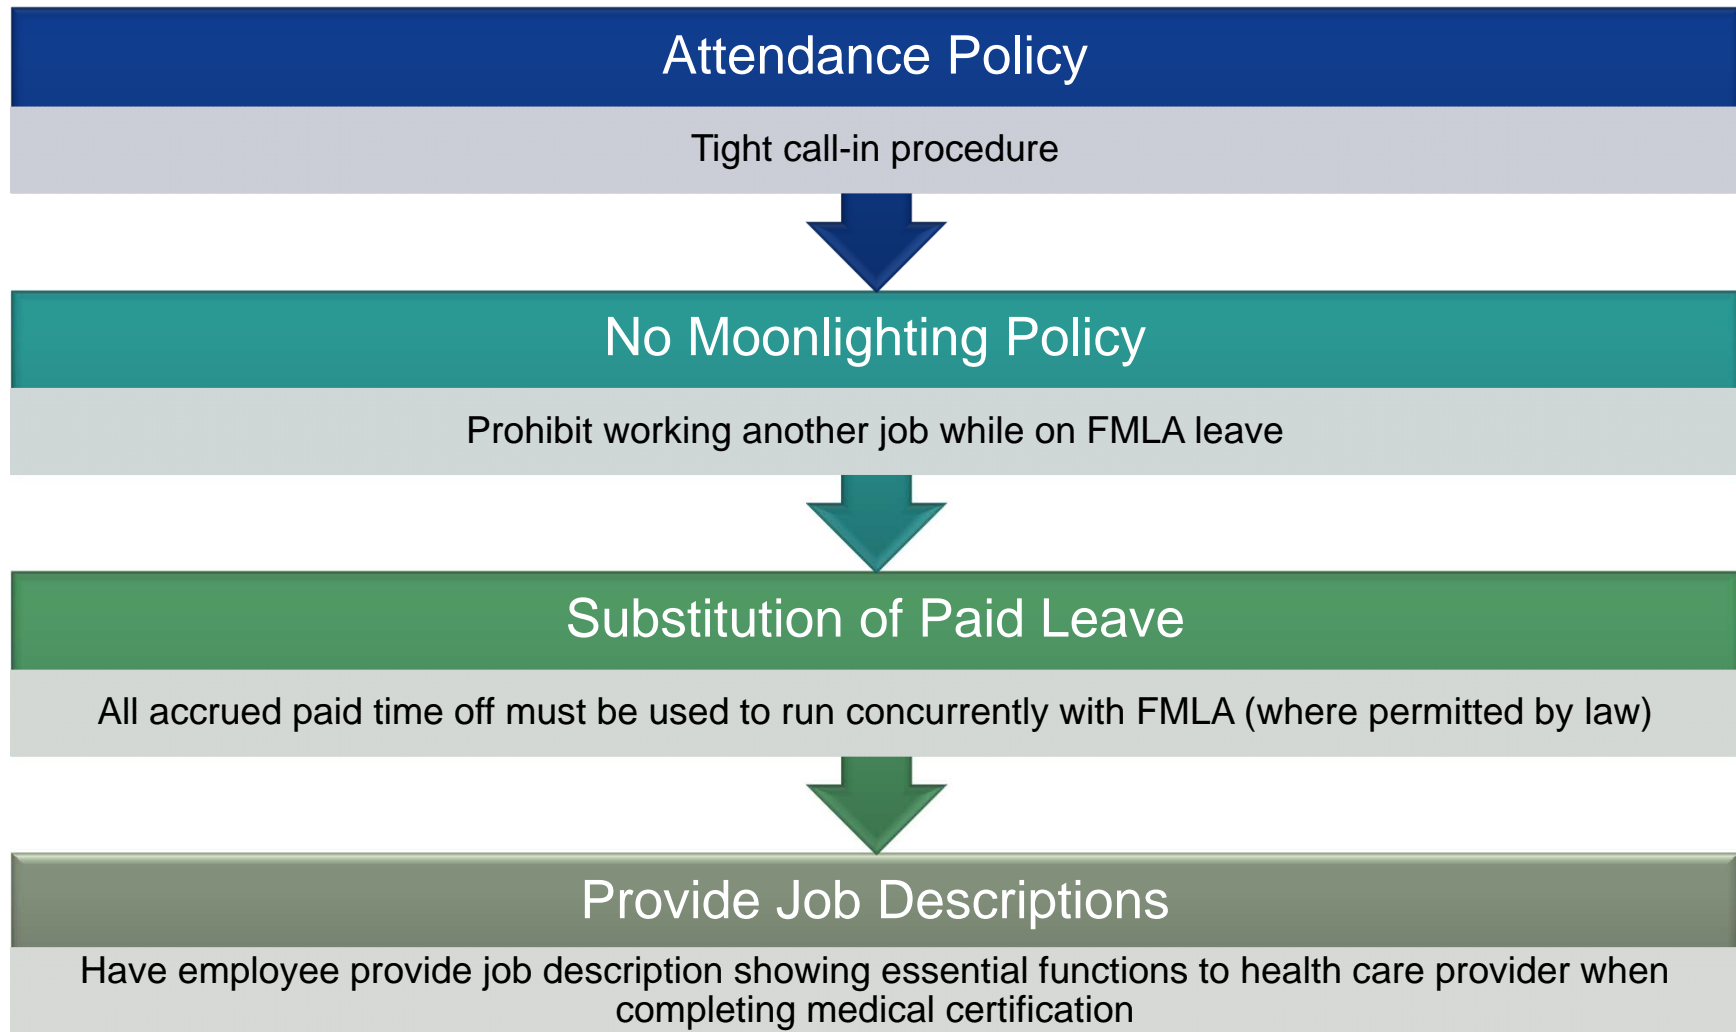 Attendance Policy
Tight call-in procedure
No Moonlighting Policy
Prohibit working another job while on FMLA leave
Substitution of Paid Leave
All accrued paid time off must be used to run concurrently with FMLA (where permitted by law)
Provide Job Descriptions
Have employee provide job description showing essential functions to health care provider when
completing medical certification